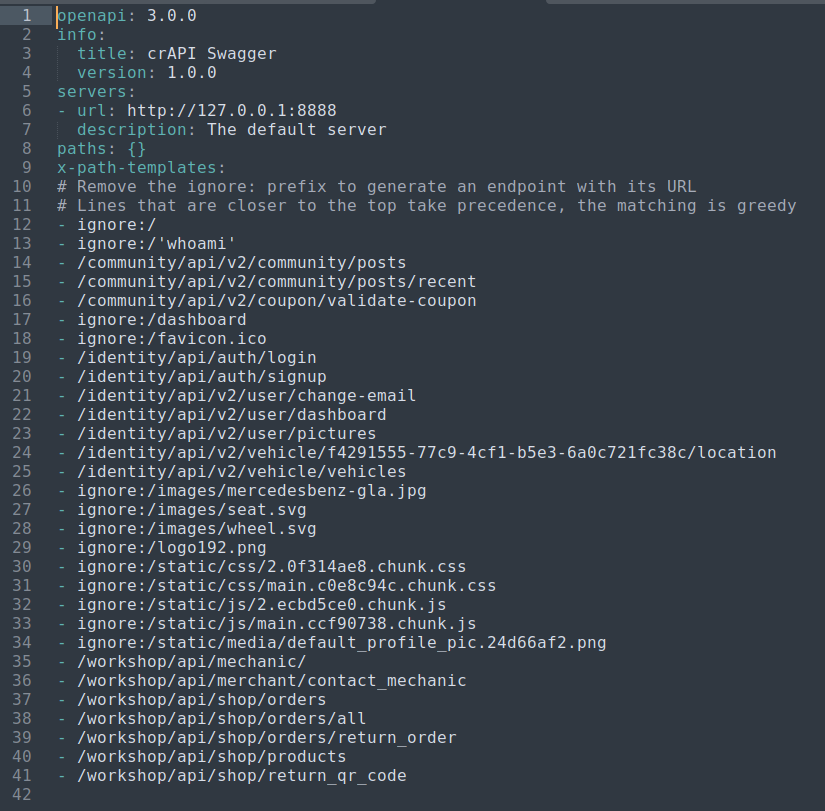 1 openapi: 3.0.0
2 info:
3   title: crAPI Swagger
4   version: 1.0.0
5 servers:
6 - url: http://127.0.0.1:8888
7   description: The default server
8 paths: {}
9 x-path-templates:
10 # Remove the ignore: prefix to generate an endpoint with its URL
11 # Lines that are closer to the top take precedence, the matching is greedy
12 - ignore:/
13 - ignore:/'whoami'
14 - /community/api/v2/community/posts
15 - /community/api/v2/community/posts/recent
16 - /community/api/v2/coupon/validate-coupon
17 - ignore:/dashboard
18 - ignore:/favicon.ico
19 - /identity/api/auth/login
20 - /identity/api/auth/signup
21 - /identity/api/v2/user/change-email
22 - /identity/api/v2/user/dashboard
23 - /identity/api/v2/user/pictures
24 - /identity/api/v2/vehicle/f4291555-77c9-4cf1-b5e3-6a0c721fc38c/location
25 - /identity/api/v2/vehicle/vehicles
26 - ignore:/images/mercedesbenz-gla.jpg
27 - ignore:/images/seat.svg
28 - ignore:/images/wheel.svg
29 - ignore:/logo192.png
30 - ignore:/static/css/2.0f314ae8.chunk.css
31 - ignore:/static/css/main.c0e8c94c.chunk.css
32 - ignore:/static/js/2.ecbd5ce0.chunk.js
33 - ignore:/static/js/main.ccf90738.chunk.js
34 - ignore:/static/media/default_profile_pic.24d66af2.png
35 - /workshop/api/mechanic/
36 - /workshop/api/merchant/contact_mechanic
37 - /workshop/api/shop/orders
38 - /workshop/api/shop/orders/all
39 - /workshop/api/shop/orders/return_order
40 - /workshop/api/shop/products
41 - /workshop/api/shop/return_qr_code
42